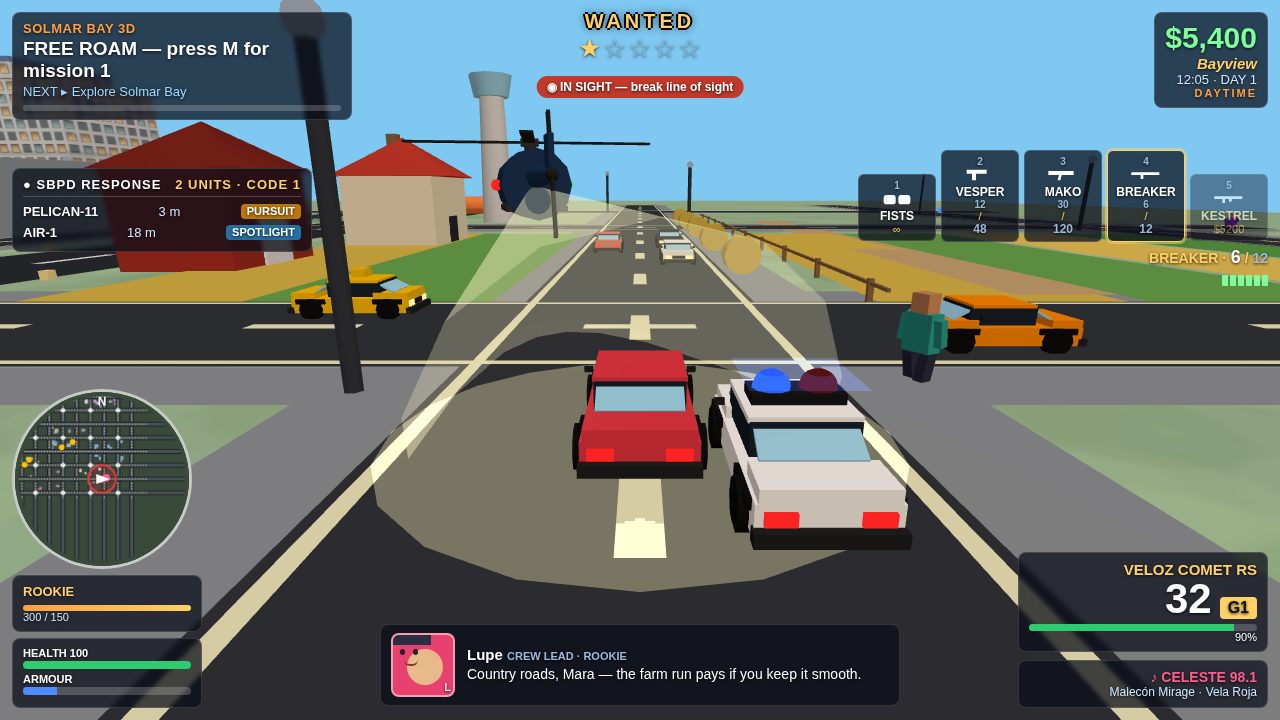 SOLMAR BAY 3D
FREE ROAM — press M for
mission 1
NEXT ▸ Explore Solmar Bay
WANTED
★☆☆☆☆
◉ IN SIGHT — break line of sight
$5,400
Bayview
12:05 · DAY 1
DAYTIME
● SBPD RESPONSE 2 UNITS · CODE 1
PELICAN-11 3 m PURSUIT
AIR-1 18 m SPOTLIGHT
1
FISTS
∞
2
VESPER
12
/
48
3
MAKO
30
/
120
4
BREAKER
6
/
12
5
KESTREL
$5200
BREAKER · 6 / 12
N
ROOKIE
300 / 150
HEALTH 100
ARMOUR
L
Lupe CREW LEAD · ROOKIE
Country roads, Mara — the farm run pays if you keep it smooth.
VELOZ COMET RS
32 G1
90%
♪ CELESTE 98.1
Malecón Mirage · Vela Roja